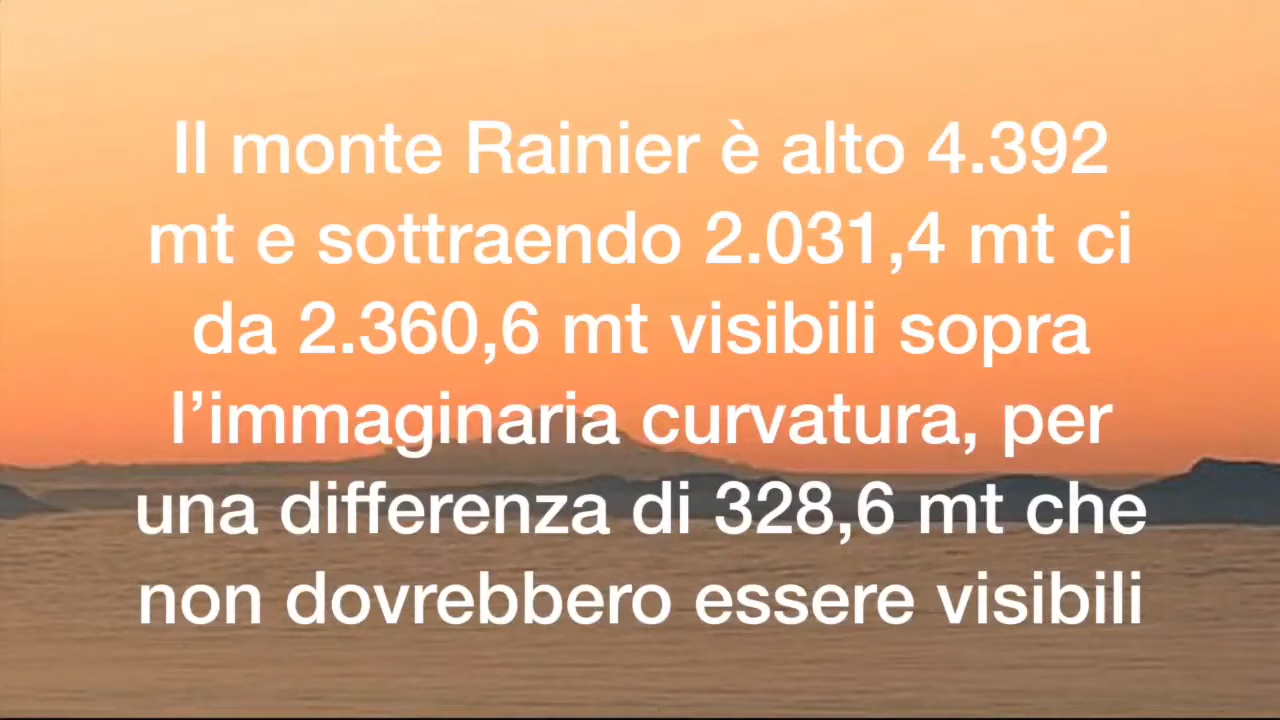 Il monte Rainier è alto 4.392
mt e sottraendo 2.031,4 mt ci
da 2.360,6 mt visibili sopra
l’immaginaria curvatura, per
una differenza di 328,6 mt che
non dovrebbero essere visibili